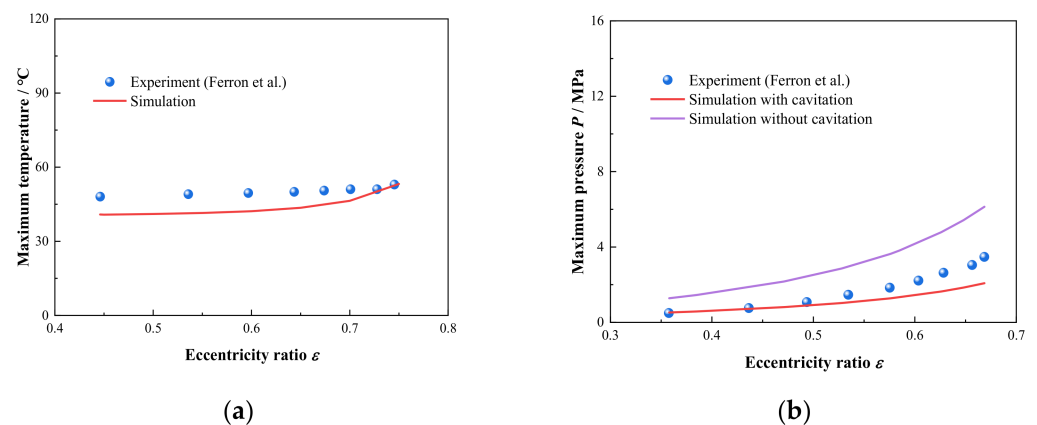 120
90
60
30
0
Maximum temperature / °C
Experiment (Ferron et al.)
Simulation
0.4 0.5 0.6 0.7 0.8
Eccentricity ratio ε
(a)
16
12
8
4
0
Maximum pressure P / MPa
Experiment (Ferron et al.)
Simulation with cavitation
Simulation without cavitation
0.3 0.4 0.5 0.6 0.7
Eccentricity ratio ε
(b)